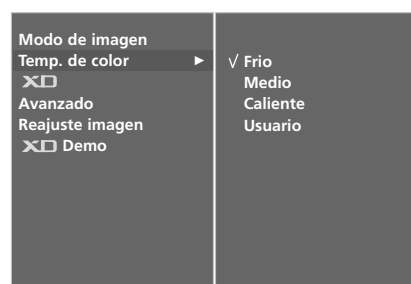 Modo de imagen
Temp. de color ►
XD
Avanzado
Reajuste imagen
XD Demo
√ Frio
Medio
Caliente
Usuario